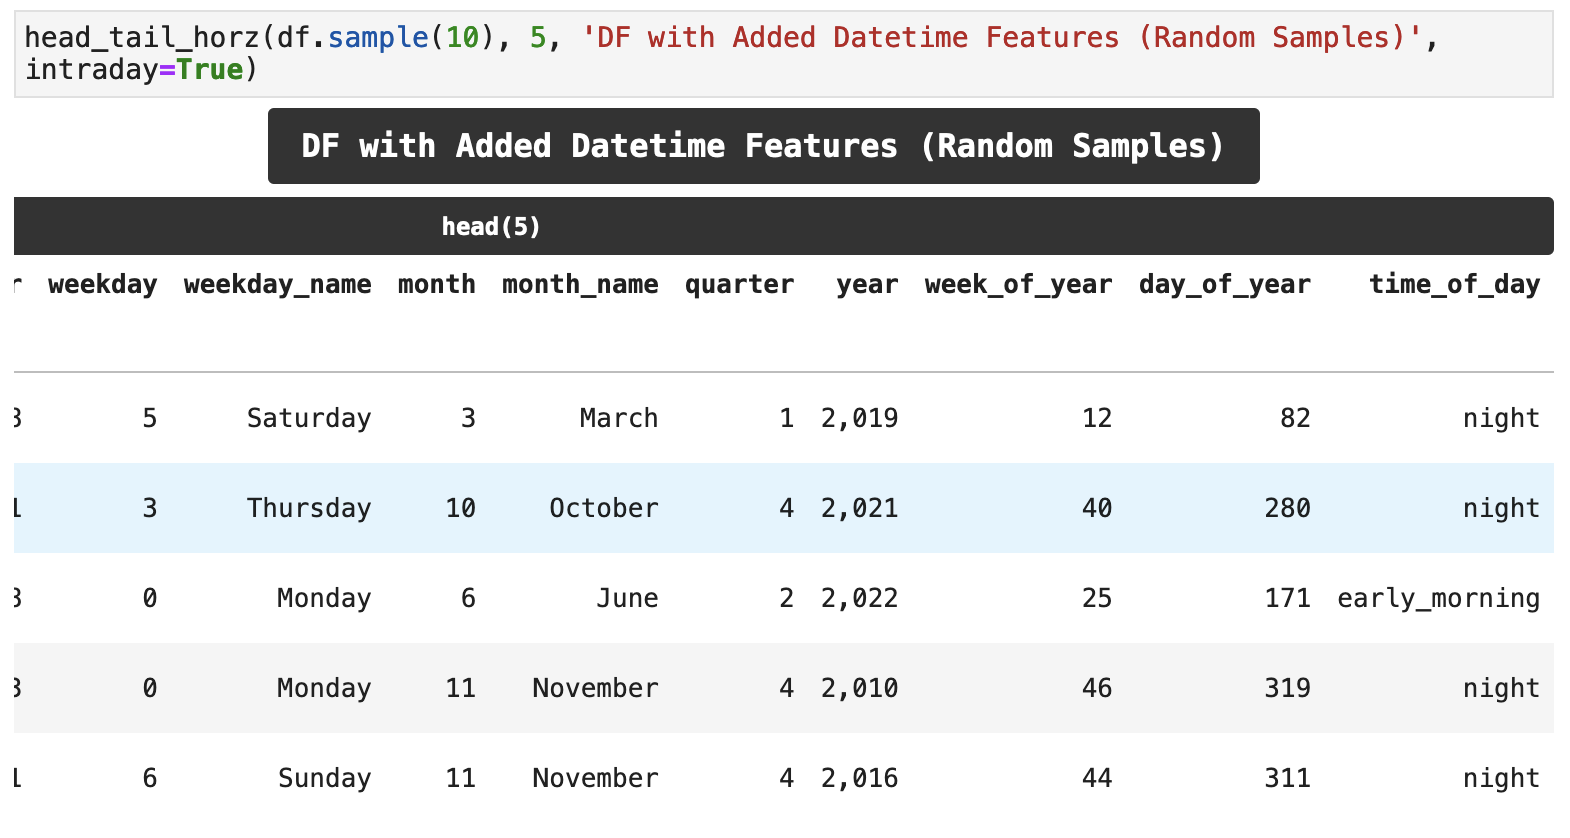 head_tail_horz(df.sample(10), 5, 'DF with Added Datetime Features (Random Samples)',
intraday=True)
DF with Added Datetime Features (Random Samples)
head(5)
r weekday weekday_name month month_name quarter year week_of_year day_of_year time_of_day
3 5 Saturday 3 March 1 2,019 12 82 night
1 3 Thursday 10 October 4 2,021 40 280 night
3 0 Monday 6 June 2 2,022 25 171 early_morning
3 0 Monday 11 November 4 2,010 46 319 night
1 6 Sunday 11 November 4 2,016 44 311 night